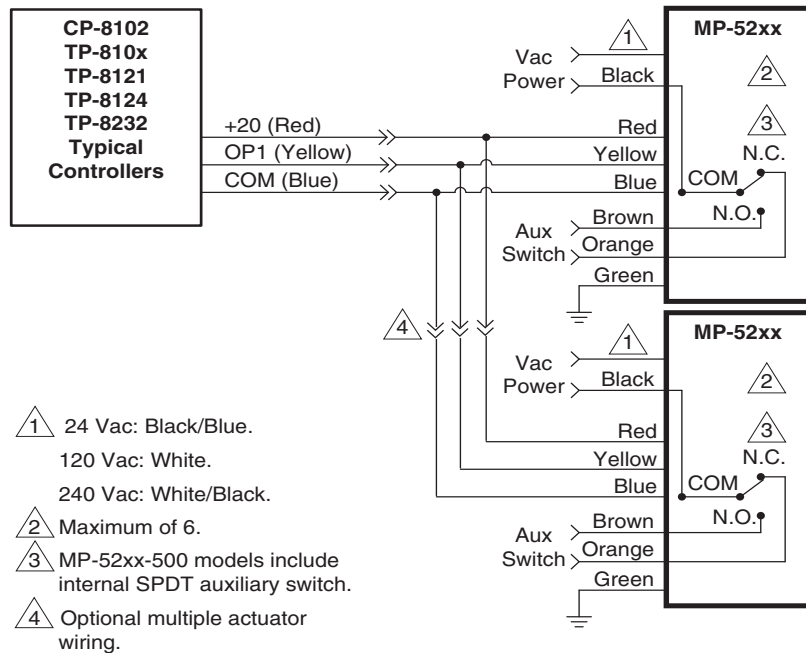 CP-8102
TP-810x
TP-8121
TP-8124
TP-8232
Typical
Controllers
+20 (Red)
OP1 (Yellow)
COM (Blue)
MP-52xx
1
2
3
Vac
Power
Black
Red
Yellow
Blue
N.C.
COM
N.O.
Aux
Switch
Brown
Orange
Green
4
MP-52xx
1
2
3
Vac
Power
Black
Red
Yellow
Blue
N.C.
COM
N.O.
Aux
Switch
Brown
Orange
Green
1 24 Vac: Black/Blue.
120 Vac: White.
240 Vac: White/Black.
2 Maximum of 6.
3 MP-52xx-500 models include
internal SPDT auxiliary switch.
4 Optional multiple actuator
wiring.